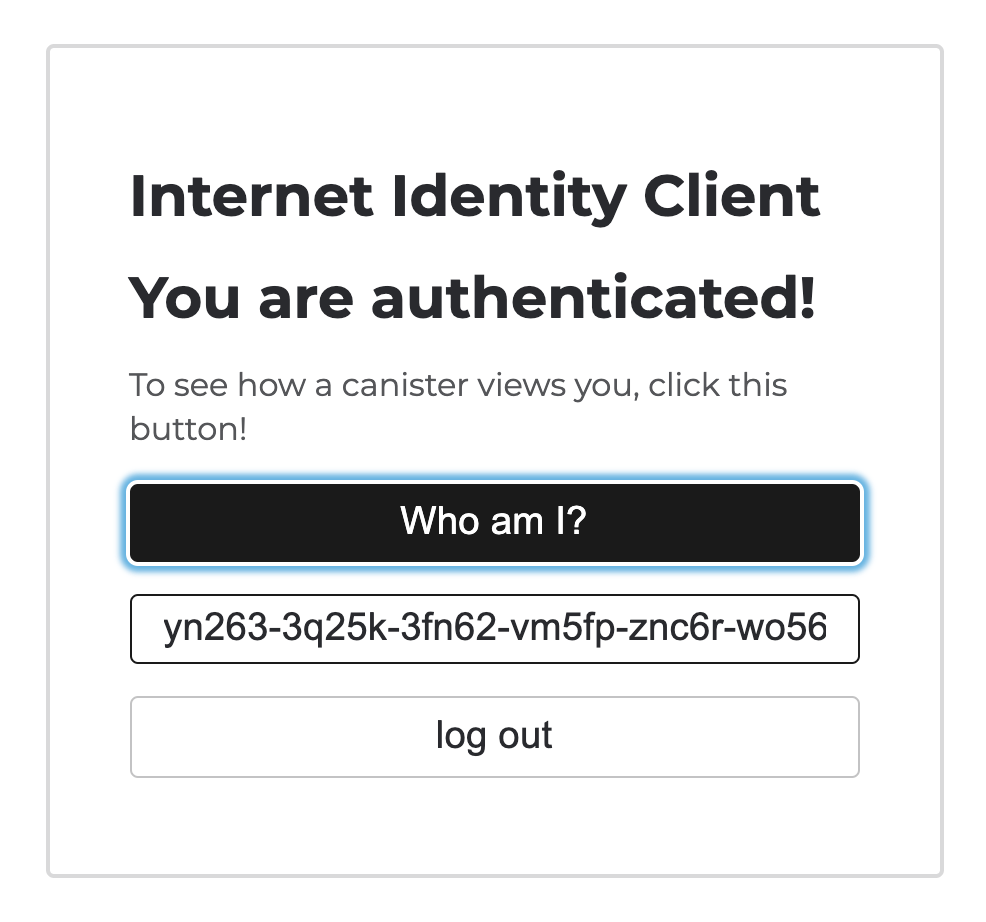 Internet Identity Client
You are authenticated!
To see how a canister views you, click this
button!
Who am I?
yn263-3q25k-3fn62-vm5fp-znc6r-wo56
log out